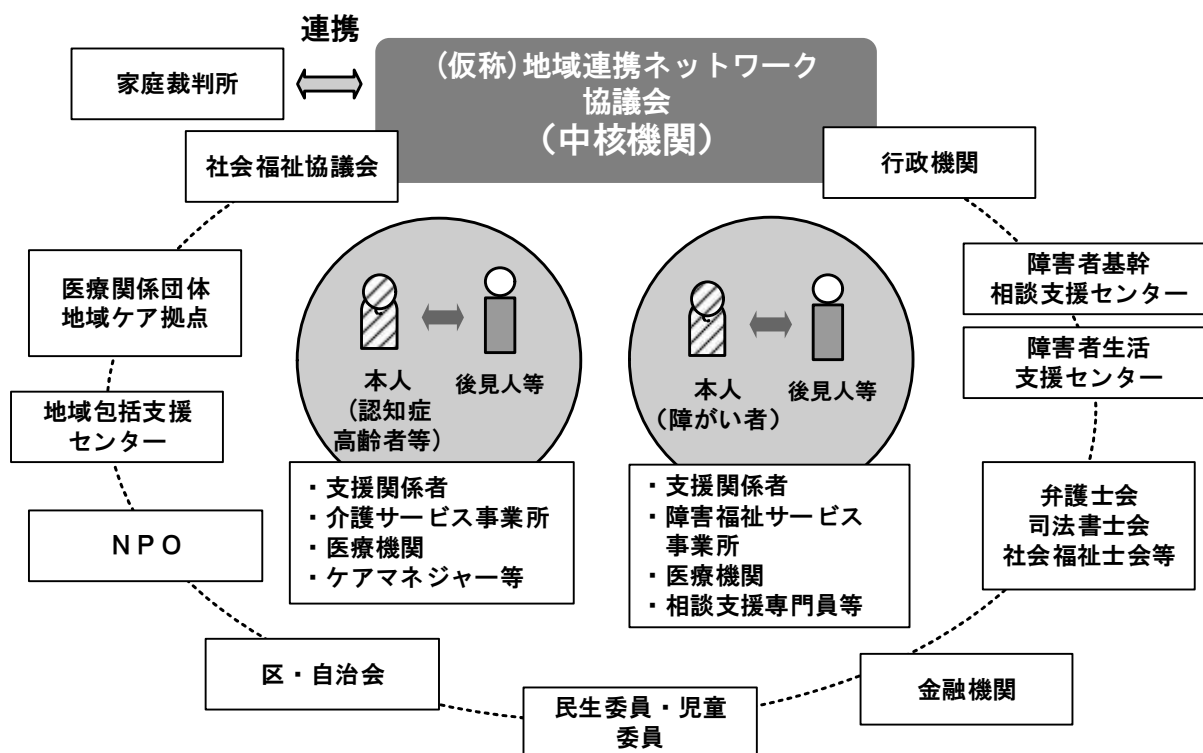 連携
家庭裁判所
(仮称)地域連携ネットワーク
協議会
(中核機関)
社会福祉協議会
行政機関
医療関係団体
地域ケア拠点
障害者基幹
相談支援センター
障害者生活
支援センター
地域包括支援
センター
本人
(認知症
高齢者等)
後見人等
本人
(障がい者)
後見人等
・支援関係者
・介護サービス事業所
・医療機関
・ケアマネジャー等
・支援関係者
・障害福祉サービス
事業所
・医療機関
・相談支援専門員等
弁護士会
司法書士会
社会福祉士会等
NPO
区・自治会
金融機関
民生委員・児童
委員